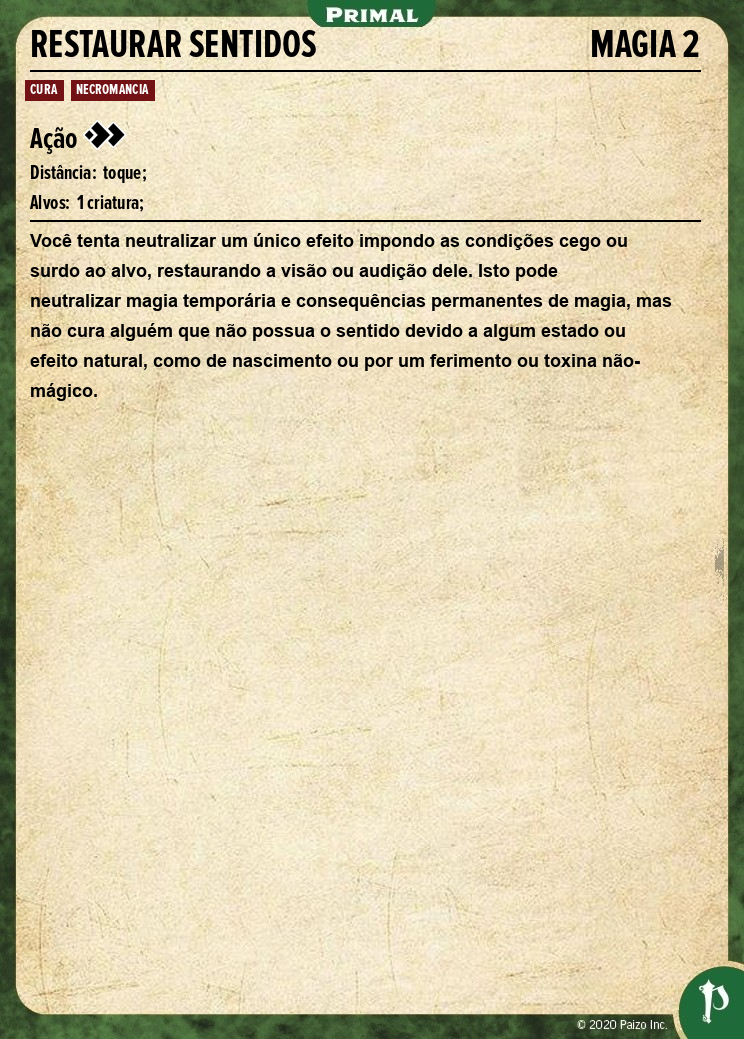 PRIMAL
RESTAURAR SENTIDOS MAGIA 2
CURA NECROMANCIA
Ação
Distância: toque;
Alvos: 1 criatura;
Você tenta neutralizar um único efeito impondo as condições cego ou
surdo ao alvo, restaurando a visão ou audição dele. Isto pode
neutralizar magia temporária e consequências permanentes de magia, mas
não cura alguém que não possua o sentido devido a algum estado ou
efeito natural, como de nascimento ou por um ferimento ou toxina não-
mágico.
© 2020 Paizo Inc.
P